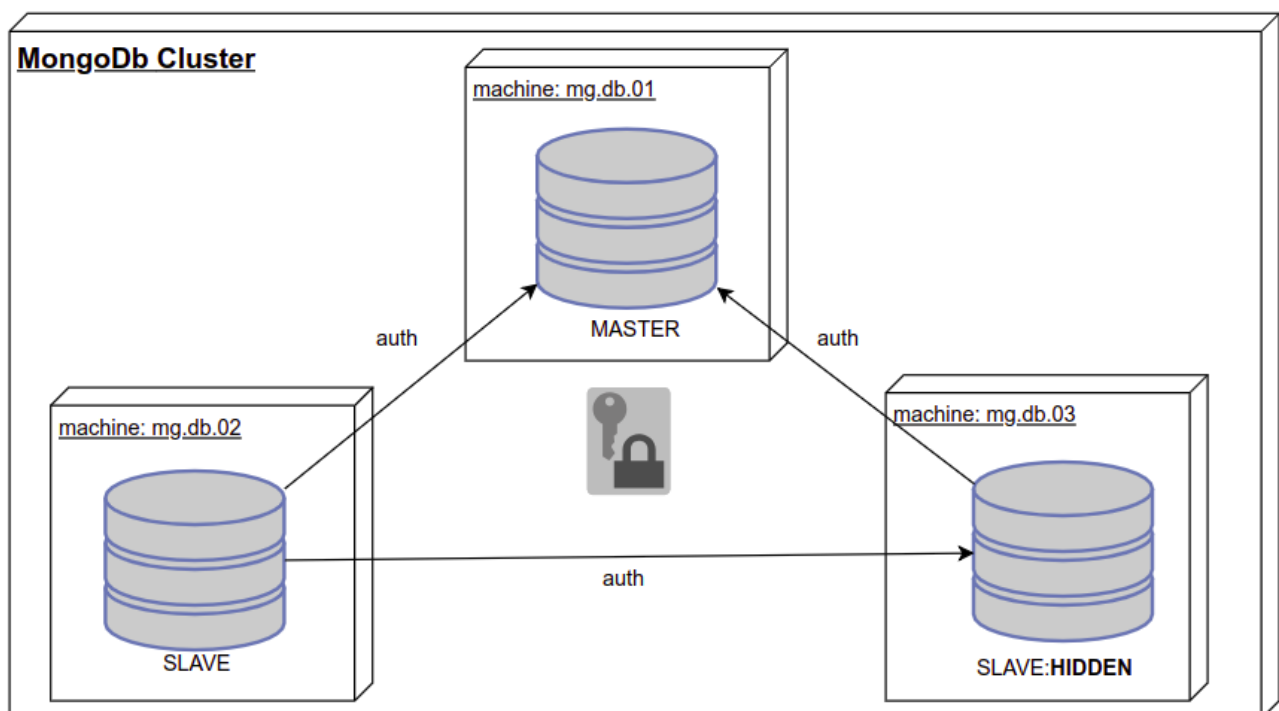 MongoDb Cluster
machine: mg.db.01
MASTER
auth
auth
machine: mg.db.02
machine: mg.db.03
auth
SLAVE
SLAVE:HIDDEN